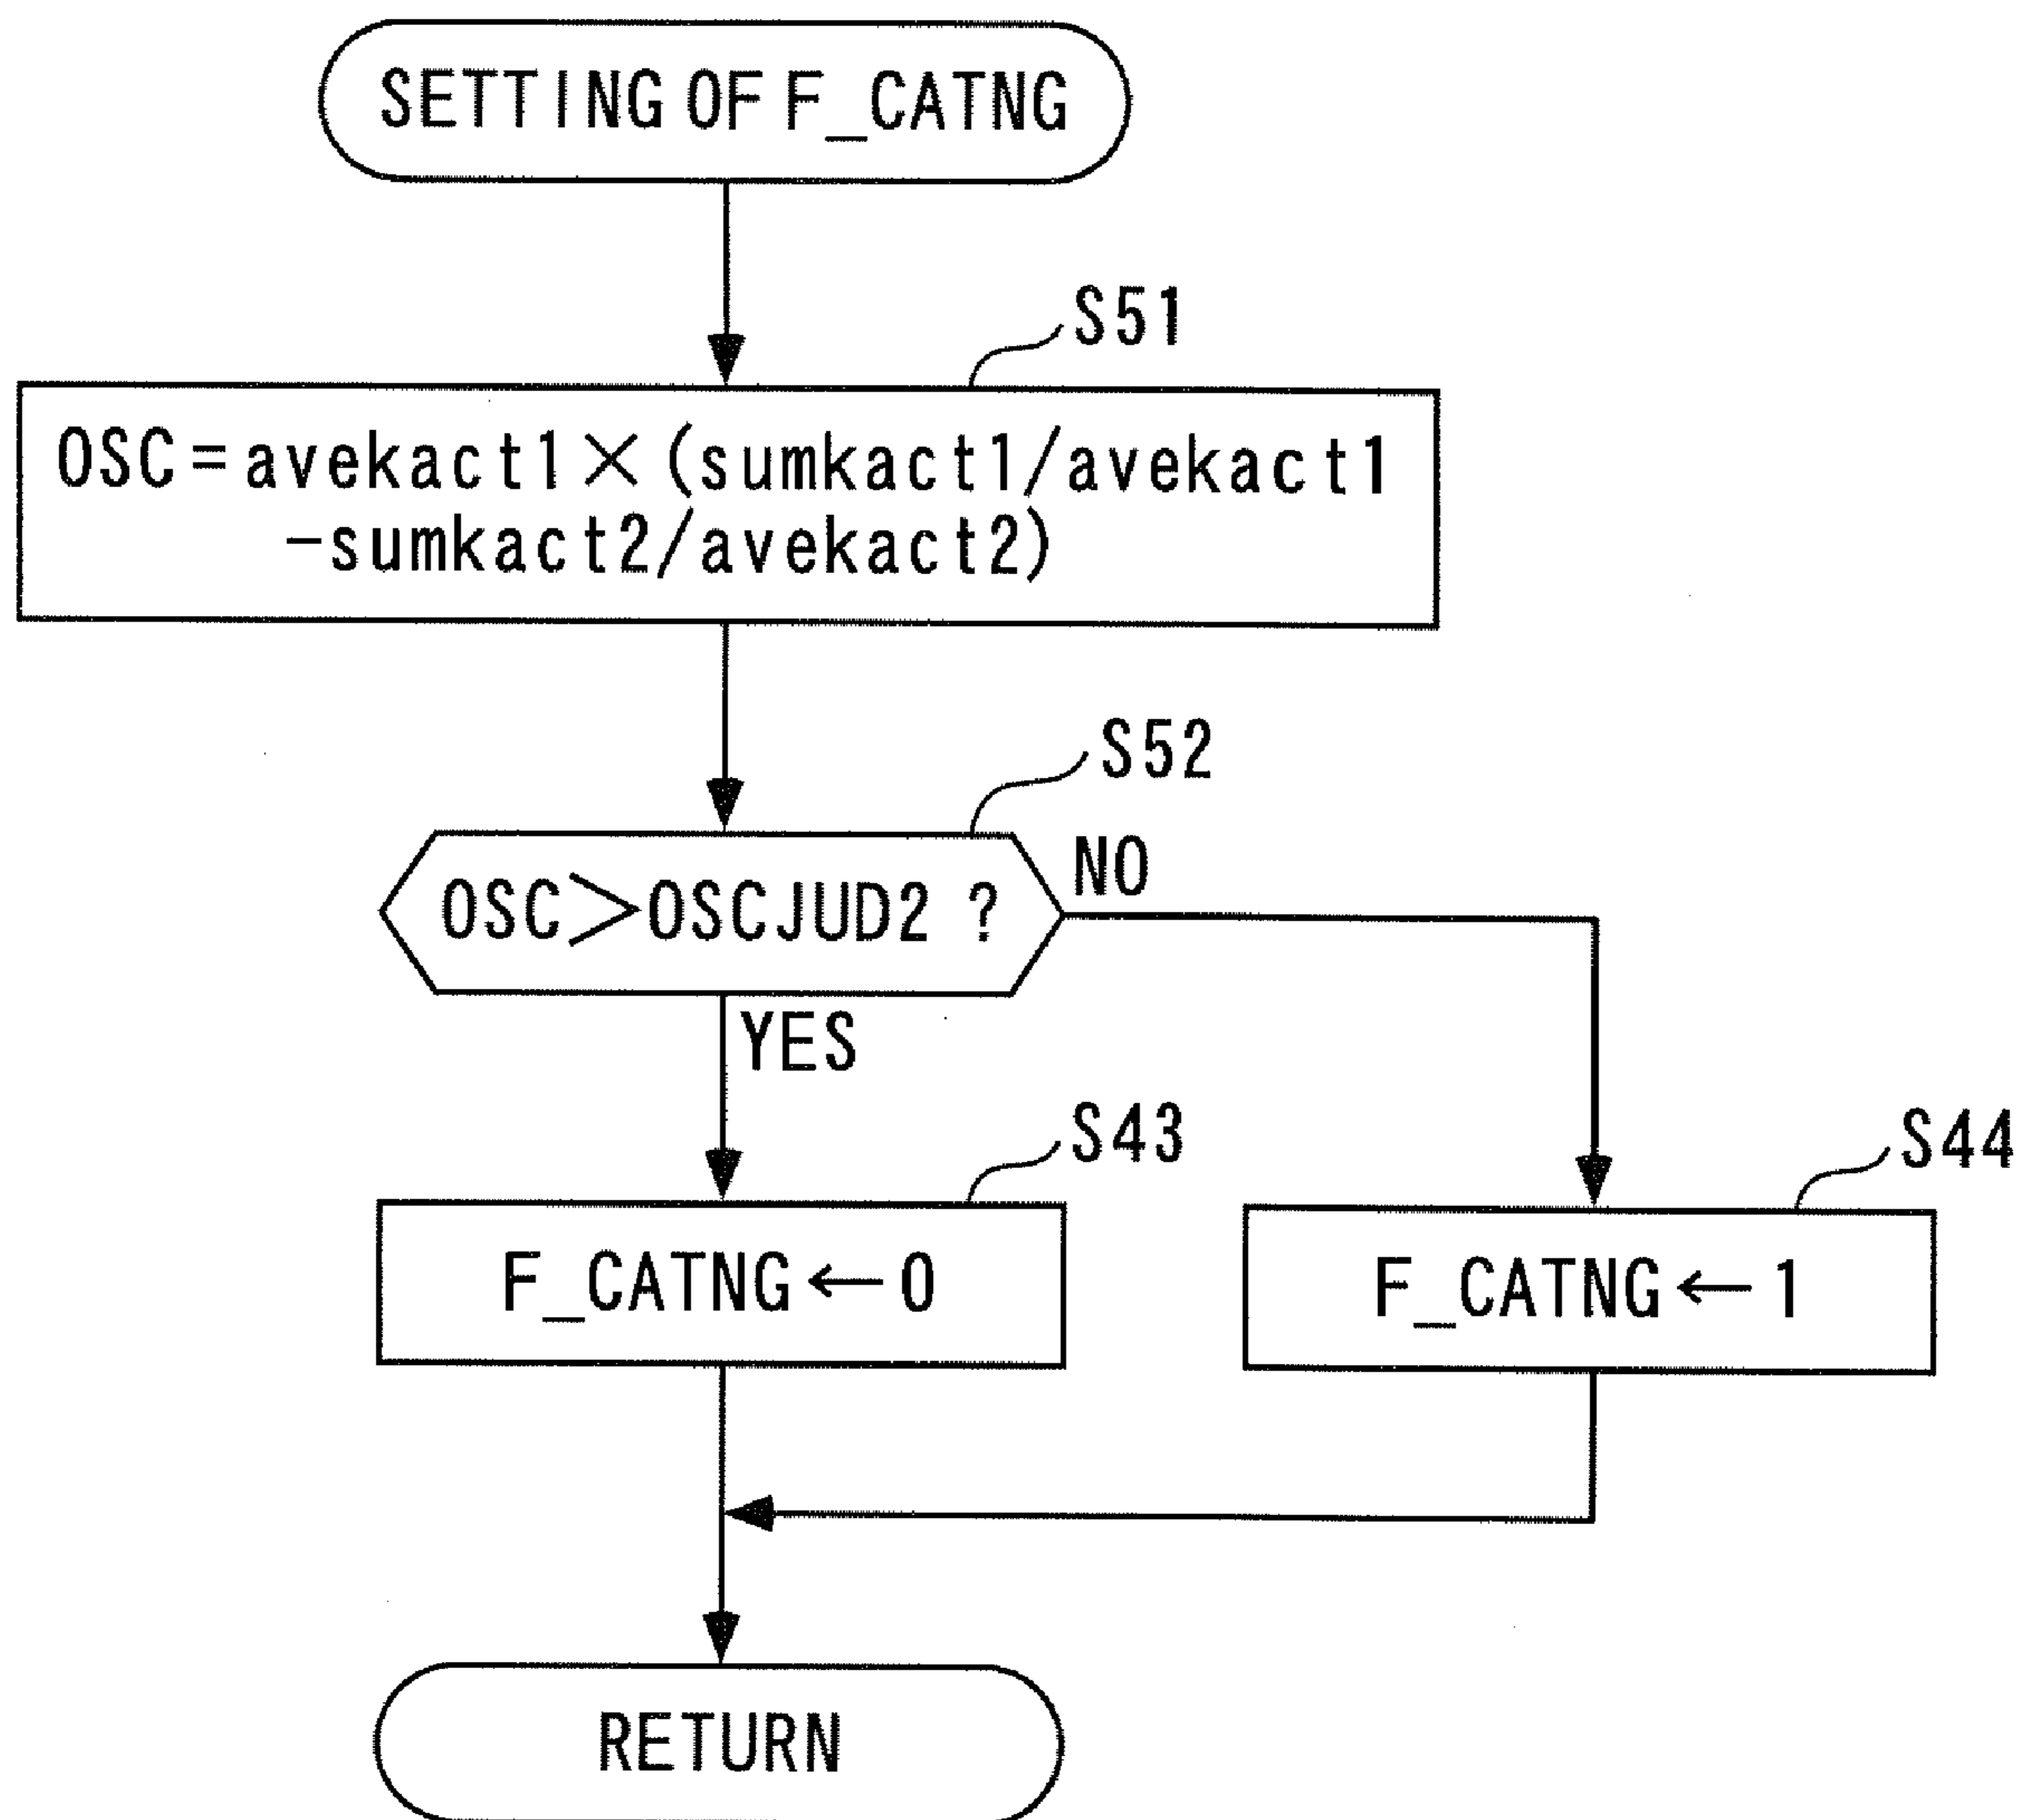 SETTING OF F_CATNG
S51
OSC=avekact1×(sumkact1/avekact1
-sumkact2/avekact2)
S52
OSC>OSCJUD2 ?
NO
YES
S43
S44
F_CATNG←0
F_CATNG←1
RETURN